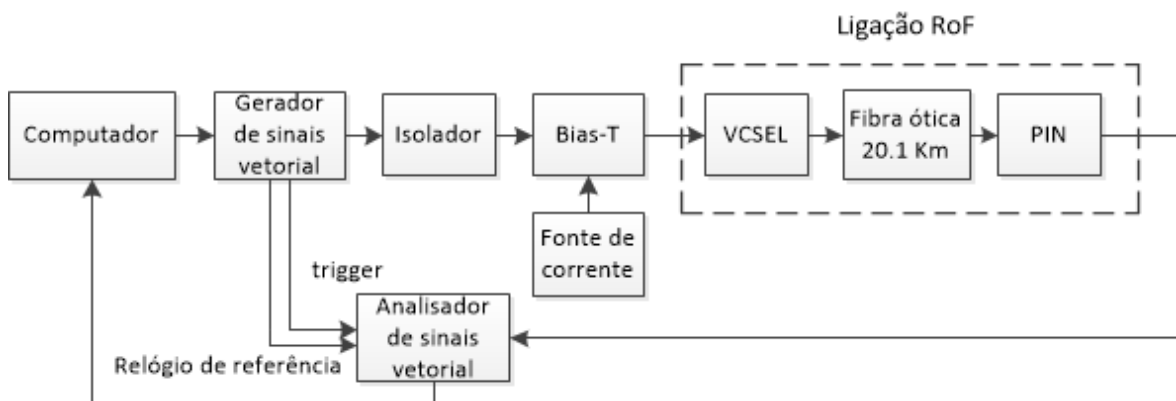 Ligação RoF
Computador
Gerador
de sinais
vetorial
Isolador
Bias-T
VCSEL
Fibra ótica
20.1 Km
PIN
Fonte de
corrente
trigger
Analisador
de sinais
vetorial
Relógio de referência